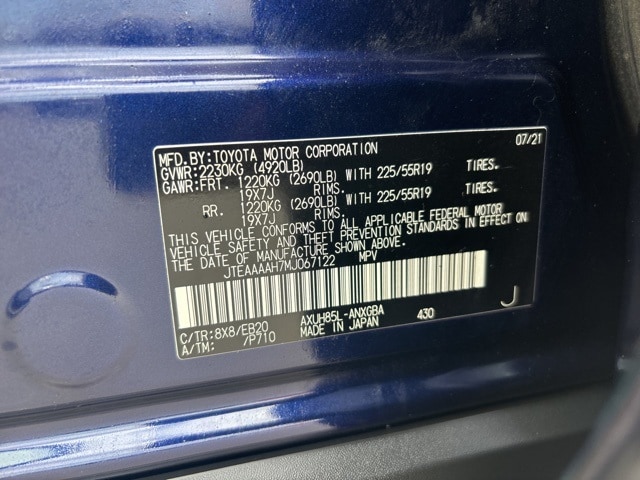 MFD.BY:TOYOTA MOTOR CORPORATION 07/21
GVWR:2230KG (4920LB)
GAWR:FRT. 1220KG (2690LB) WITH 225/55R19 TIRES.
19X7J RIMS.
RR. 1220KG (2690LB) WITH 225/55R19 TIRES.
19X7J RIMS.
THIS VEHICLE CONFORMS TO ALL APPLICABLE FEDERAL MOTOR
VEHICLE SAFETY AND BUMPER STANDARDS IN EFFECT ON
THE DATE OF MANUFACTURE SHOWN ABOVE.
JTEAAAAH7MJ067122 MPV
C/TR:8X8/EB20 AXUH85L-ANXGBA 430 J
A/TM: /P710 MADE IN JAPAN